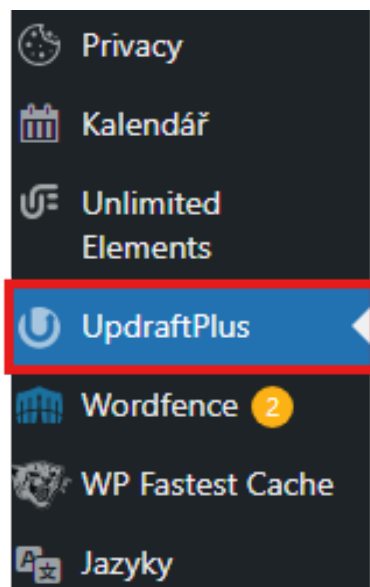 Privacy
Kalendář
Unlimited
Elements
UpdraftPlus
Wordfence 2
WP Fastest Cache
Jazyky